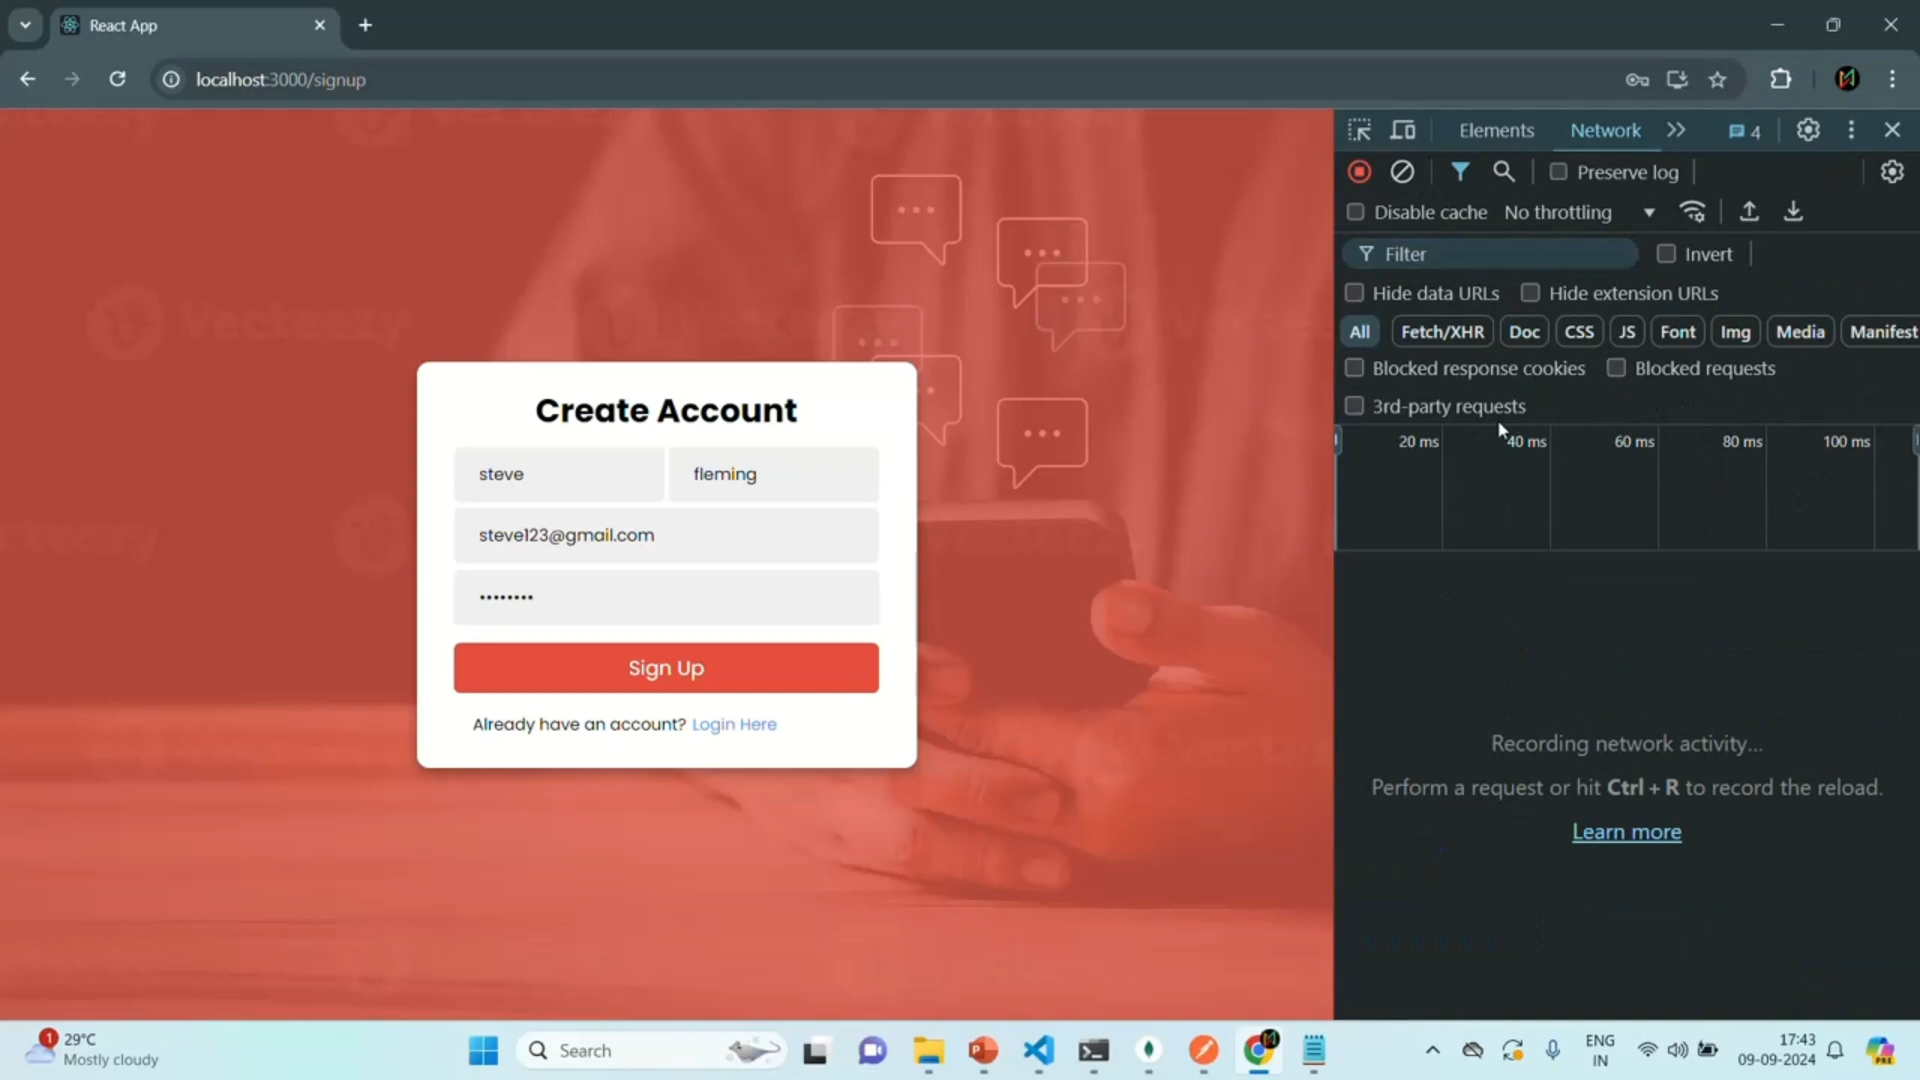 React App
localhost:3000/signup
Elements
Network
4
Preserve log
Disable cache
No throttling
Filter
Invert
Hide data URLs
Hide extension URLs
All
Fetch/XHR
Doc
CSS
JS
Font
Img
Media
Manifest
Blocked response cookies
Blocked requests
3rd-party requests
20 ms
40 ms
60 ms
80 ms
100 ms
Vecteezy
Create Account
steve
fleming
steve123@gmail.com
••••••••
Sign Up
Already have an account? Login Here
Recording network activity...
Perform a request or hit Ctrl + R to record the reload.
Learn more
1
29°C
Mostly cloudy
Search
ENG
IN
17:43
09-09-2024
PRE